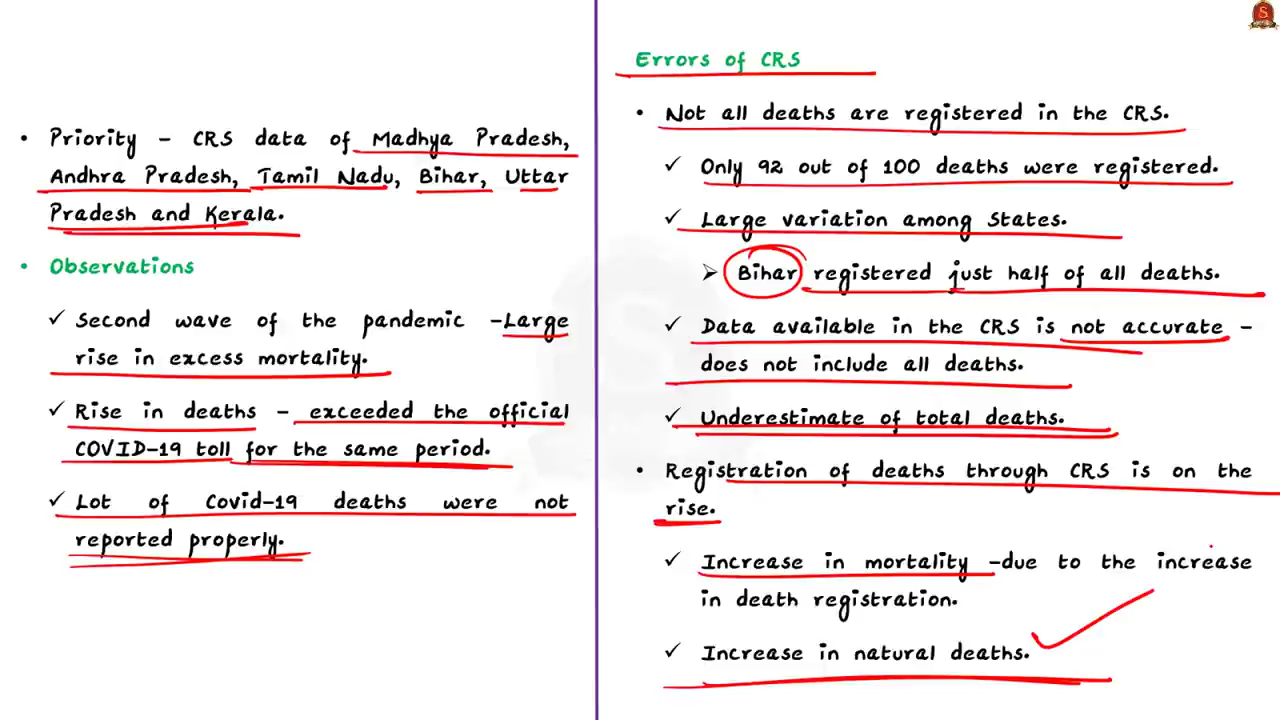 • Priority – CRS data of Madhya Pradesh,
Andhra Pradesh, Tamil Nadu, Bihar, Uttar
Pradesh and Kerala.
• Observations
✓ Second wave of the pandemic –Large
rise in excess mortality.
✓ Rise in deaths – exceeded the official
COVID-19 toll for the same period.
✓ Lot of Covid-19 deaths were not
reported properly.
Errors of CRS
• Not all deaths are registered in the CRS.
✓ Only 92 out of 100 deaths were registered.
✓ Large variation among States.
➢ Bihar registered just half of all deaths.
✓ Data available in the CRS is not accurate –
does not include all deaths.
✓ Underestimate of total deaths.
• Registration of deaths through CRS is on the
rise.
✓ Increase in mortality –due to the increase
in death registration.
✓ Increase in natural deaths.